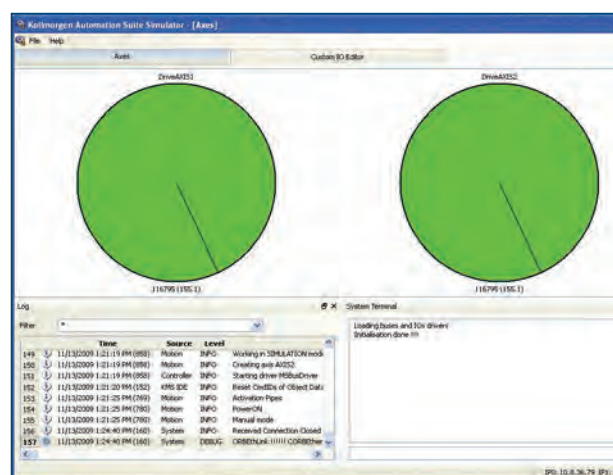 Kollmorgen Automation Suite Simulator - [Axes]
File Help
Axes
Custom IO Editor
DriveAXIS1
DriveAXIS2
116795 (155.1)
116795 (155.1)
Log
System Terminal
Filter *
Time Source Level
149 11/13/2009 1:21:19 PM (858) Motion INFO Working in SIMULATION mode
150 11/13/2009 1:21:19 PM (858) Motion INFO Creating axis AXIS2
151 11/13/2009 1:21:19 PM (858) Controller INFO Starting driver MSBusDriver
152 11/13/2009 1:21:20 PM (152) KMS IDE INFO Reset CmdIDs of Object Data
153 11/13/2009 1:21:25 PM (769) Motion INFO Activation Pipes
154 11/13/2009 1:21:25 PM (780) Motion INFO PowerON
155 11/13/2009 1:21:25 PM (780) Motion INFO Manual mode
156 11/13/2009 1:24:40 PM (160) System INFO Received Connection Closed
157 11/13/2009 1:24:40 PM (160) System DEBUG
Loading buses and IOs drivers
Initialisation done !!!